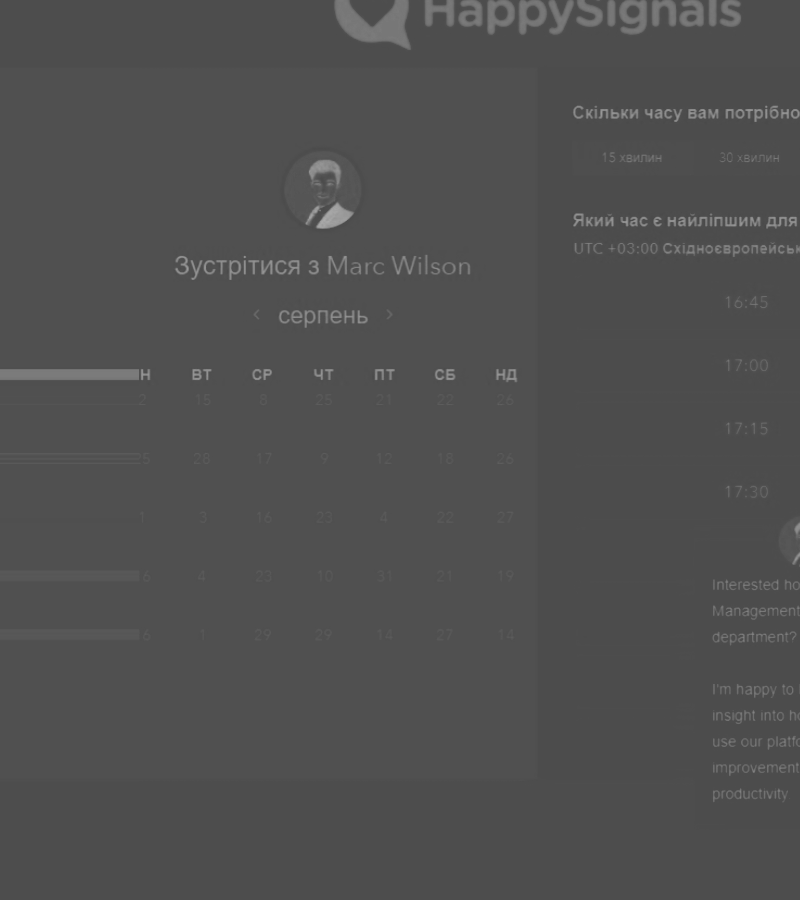 HappySignals
Зустрітися з Marc Wilson
серпень
Н ВТ СР ЧТ ПТ СБ НД
2 15 8 25 21 22 26
5 28 17 9 12 18 26
1 3 16 23 4 22 27
6 4 23 10 31 21 19
6 1 29 29 14 27 14
Скільки часу вам потрібно
15 хвилин 30 хвилин
Який час є найліпшим для
UTC +03:00 Східноєвропейськ
16:45
17:00
17:15
17:30
Interested ho
Management
department?
I'm happy to
insight into h
use our platfo
improvement
productivity